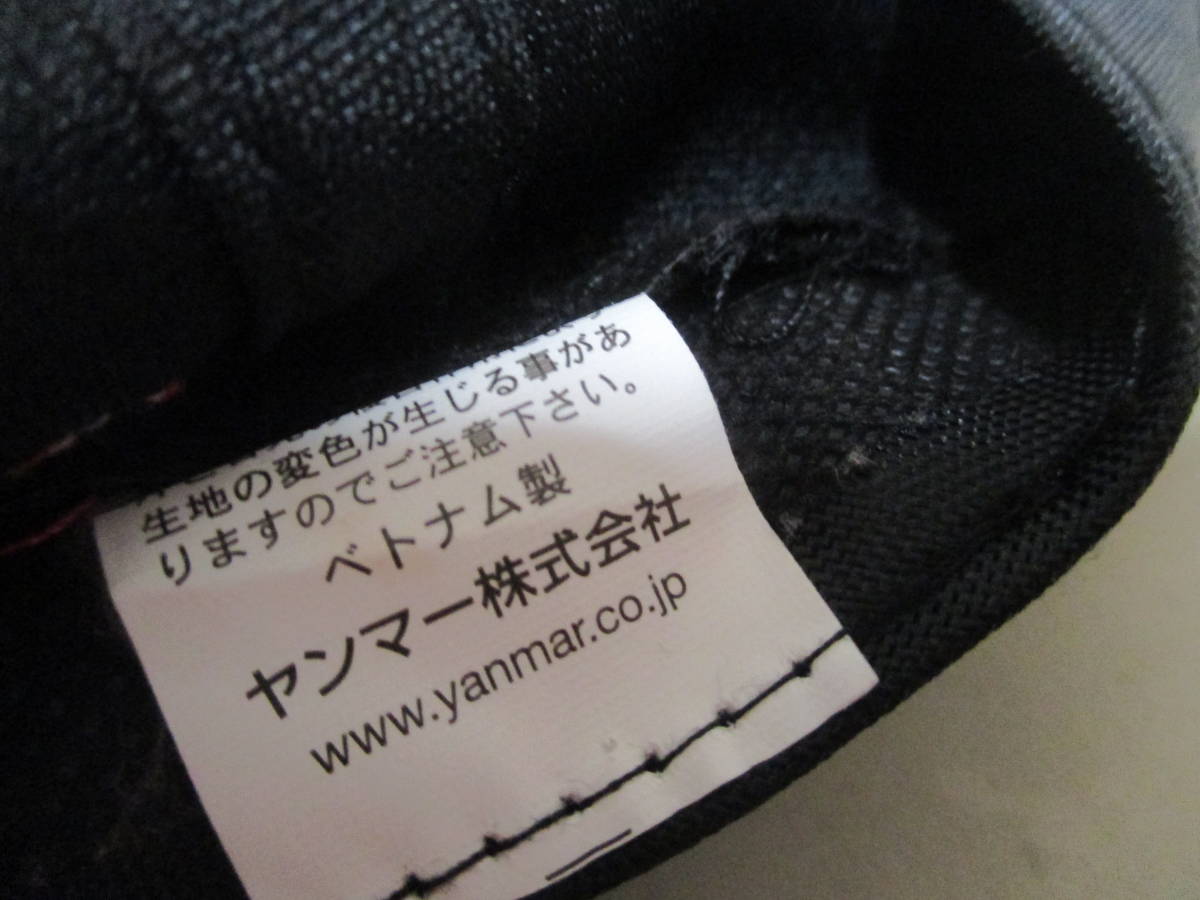 生地の変色が生じる事があ
りますのでご注意下さい。
ベトナム製
ヤンマー株式会社
www.yanmar.co.jp